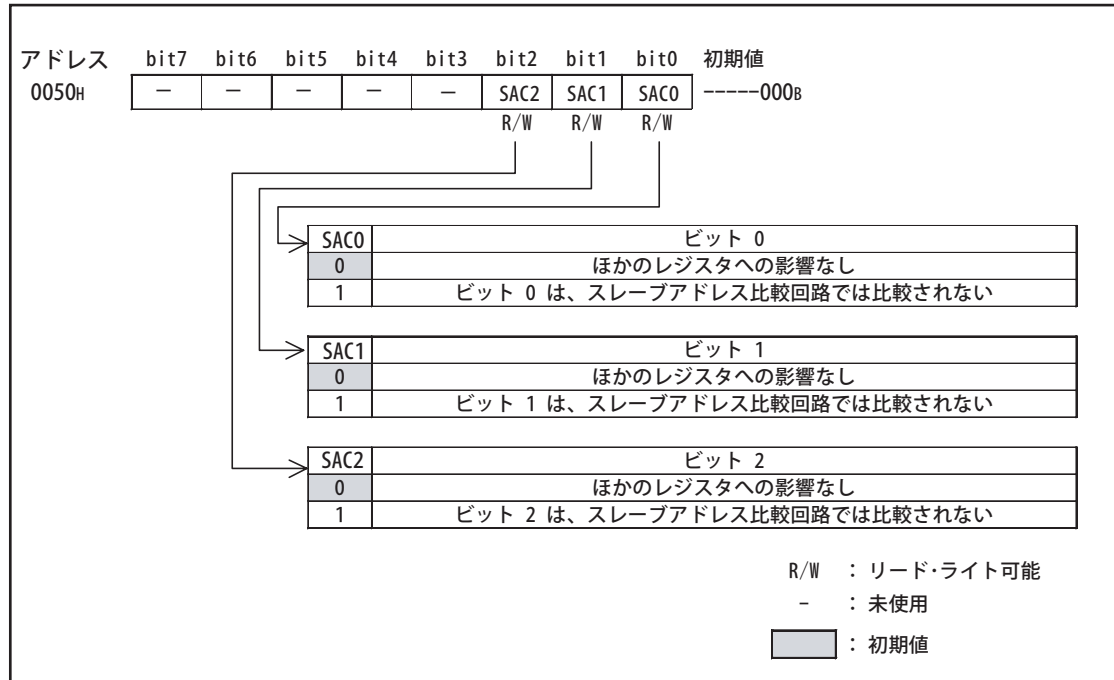 アドレス bit7 bit6 bit5 bit4 bit3 bit2 bit1 bit0 初期値
0050H － － － － － SAC2 SAC1 SAC0 -----000B
R/W R/W R/W
SAC0 ビット 0
0 ほかのレジスタへの影響なし
1 ビット 0 は、スレーブアドレス比較回路では比較されない
SAC1 ビット 1
0 ほかのレジスタへの影響なし
1 ビット 1 は、スレーブアドレス比較回路では比較されない
SAC2 ビット 2
0 ほかのレジスタへの影響なし
1 ビット 2 は、スレーブアドレス比較回路では比較されない
R/W ： リード・ライト可能
－ ： 未使用
： 初期値